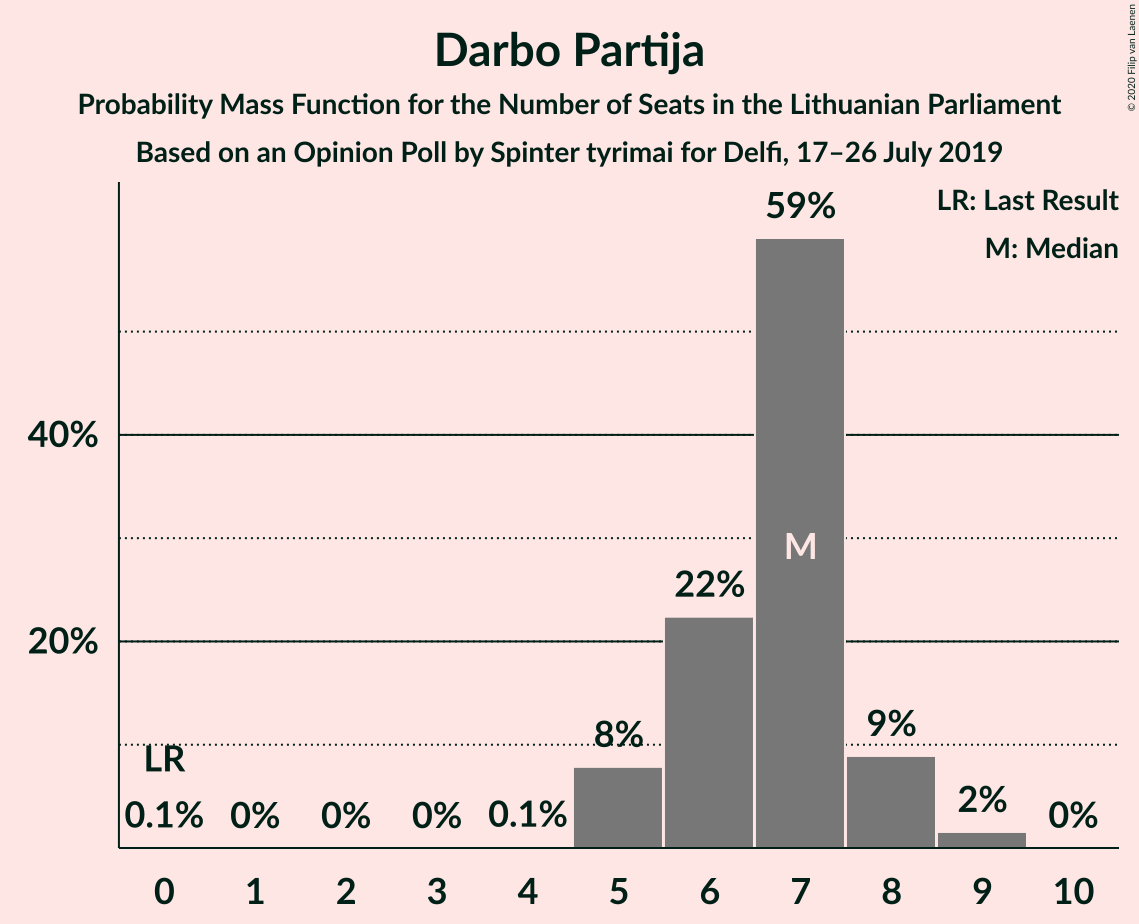 Darbo Partija
Probability Mass Function for the Number of Seats in the Lithuanian Parliament
Based on an Opinion Poll by Spinter tyrimai for Delfi, 17–26 July 2019
© 2020 Filip van Laenen
LR: Last Result
M: Median
59%
40%
M
22%
20%
8%
9%
LR
2%
0.1% 0% 0% 0% 0.1% 0%
0 1 2 3 4 5 6 7 8 9 10